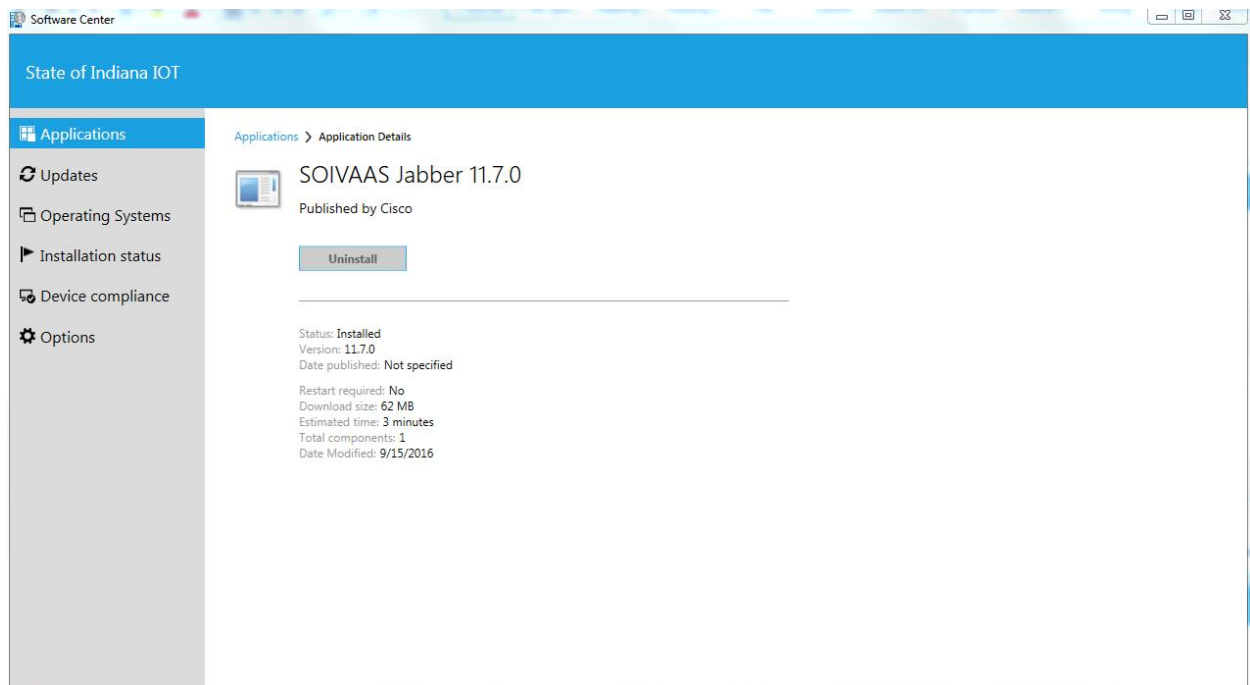 Software Center
State of Indiana IOT
Applications
Updates
Operating Systems
Installation status
Device compliance
Options
Applications > Application Details
SOIVAAS Jabber 11.7.0
Published by Cisco
Uninstall
Status: Installed
Version: 11.7.0
Date published: Not specified
Restart required: No
Download size: 62 MB
Estimated time: 3 minutes
Total components: 1
Date Modified: 9/15/2016